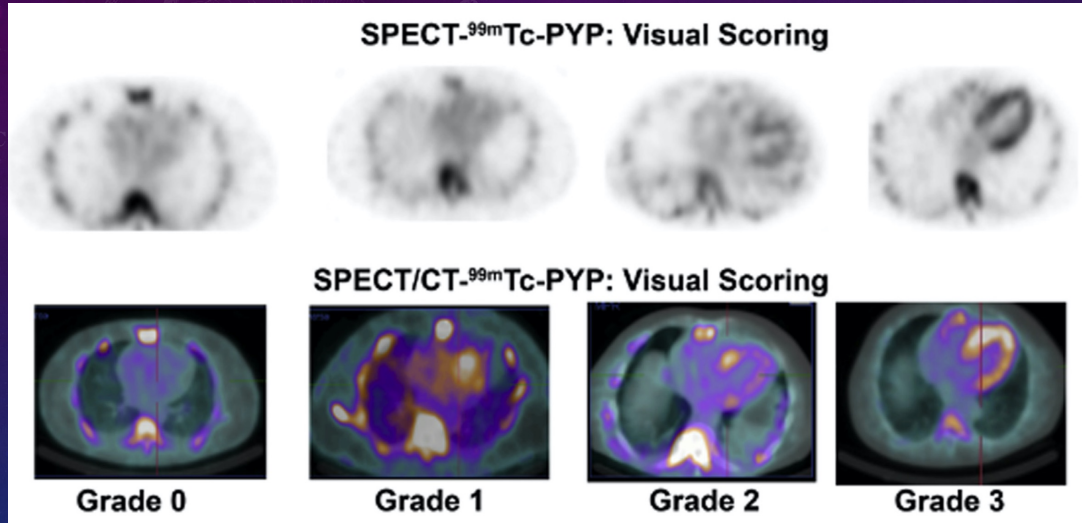 SPECT-⁹⁹ᵐTc-PYP: Visual Scoring
SPECT/CT-⁹⁹ᵐTc-PYP: Visual Scoring
Grade 0 Grade 1 Grade 2 Grade 3